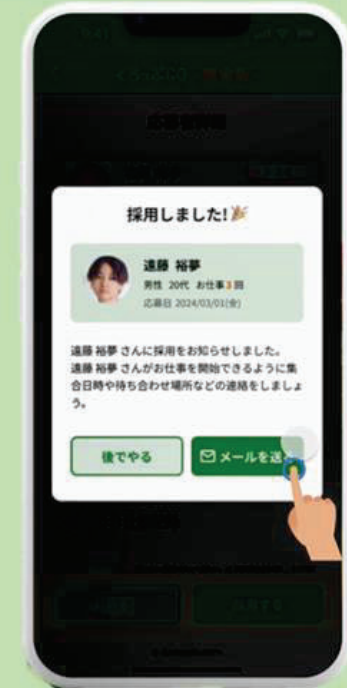 採用しました!🎉
遠藤 裕夢
男性 20代 お仕事3回
応募日 2024/03/01(金)
遠藤 裕夢 さんに採用をお知らせしました。
遠藤 裕夢 さんがお仕事を開始できるように集
合日時や待ち合わせ場所などの連絡をしましょ
う。
後でやる
メールを送